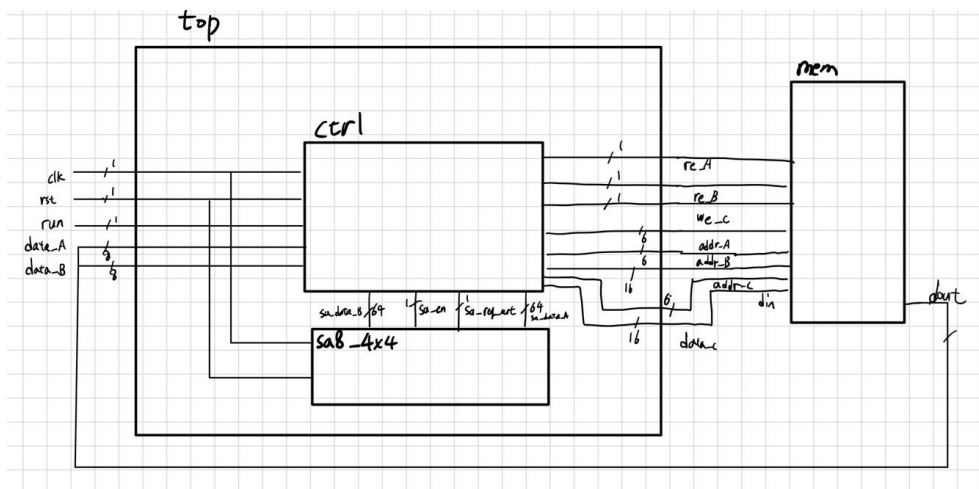 top
mem
ctrl
clk
1
rst
1
run
1
data_A
8
data_B
8
1
re_A
1
re_B
1
we_c
6
addr_A
6
addr_B
16
addr_c
din
6
16
data_c
dout
sa_data_B
64
1
sa_en
1
64
sa_data_A
sa8_4x4